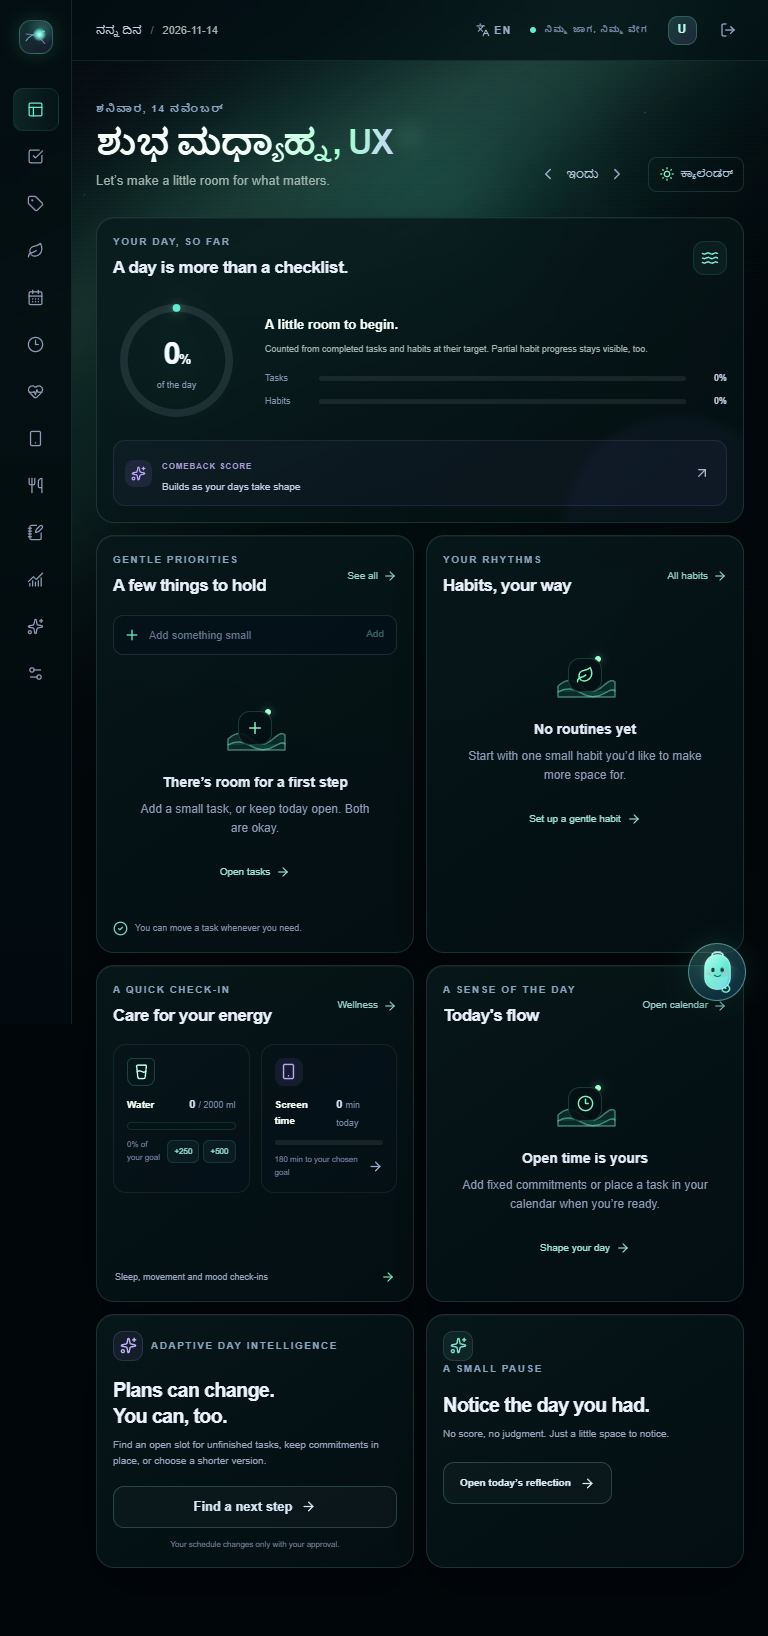 ನನ್ನ ದಿನ / 2026-11-14
EN
ನಿಮ್ಮ ಜಾಗ, ನಿಮ್ಮ ವೇಗ
U
ಶನಿವಾರ, 14 ನವೆಂಬರ್
ಶುಭ ಮಧ್ಯಾಹ್ನ, UX
Let's make a little room for what matters.
ಇಂದು
ಕ್ಯಾಲೆಂಡರ್
YOUR DAY, SO FAR
A day is more than a checklist.
0%
of the day
A little room to begin.
Counted from completed tasks and habits at their target. Partial habit progress stays visible, too.
Tasks 0%
Habits 0%
COMEBACK SCORE
Builds as your days take shape
GENTLE PRIORITIES
A few things to hold
See all
Add something small
Add
There's room for a first step
Add a small task, or keep today open. Both
are okay.
Open tasks
You can move a task whenever you need.
YOUR RHYTHMS
Habits, your way
All habits
No routines yet
Start with one small habit you'd like to make
more space for.
Set up a gentle habit
A QUICK CHECK-IN
Care for your energy
Wellness
Water 0 / 2000 ml
0% of
your goal
+250
+500
Screen
time
0 min
today
180 min to your chosen
goal
Sleep, movement and mood check-ins
A SENSE OF THE DAY
Today's flow
Open calendar
Open time is yours
Add fixed commitments or place a task in your
calendar when you're ready.
Shape your day
ADAPTIVE DAY INTELLIGENCE
Plans can change.
You can, too.
Find an open slot for unfinished tasks, keep commitments in
place, or choose a shorter version.
Find a next step
Your schedule changes only with your approval.
A SMALL PAUSE
Notice the day you had.
No score, no judgment. Just a little space to notice.
Open today's reflection